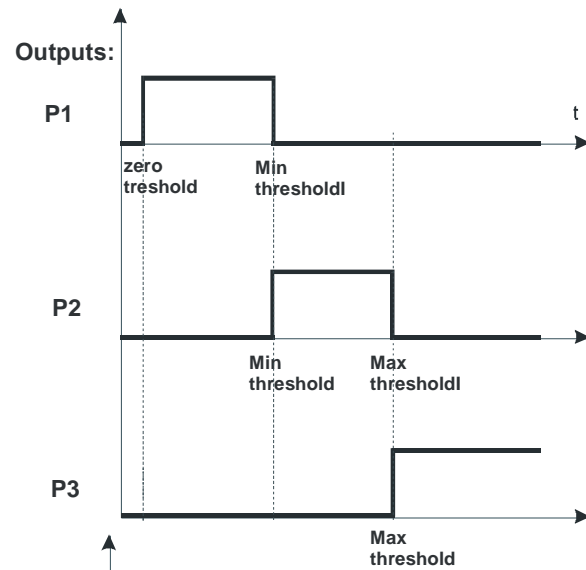 Outputs:
P1
t
zero
treshold
Min
thresholdl
P2
Min
threshold
Max
thresholdl
P3
Max
threshold